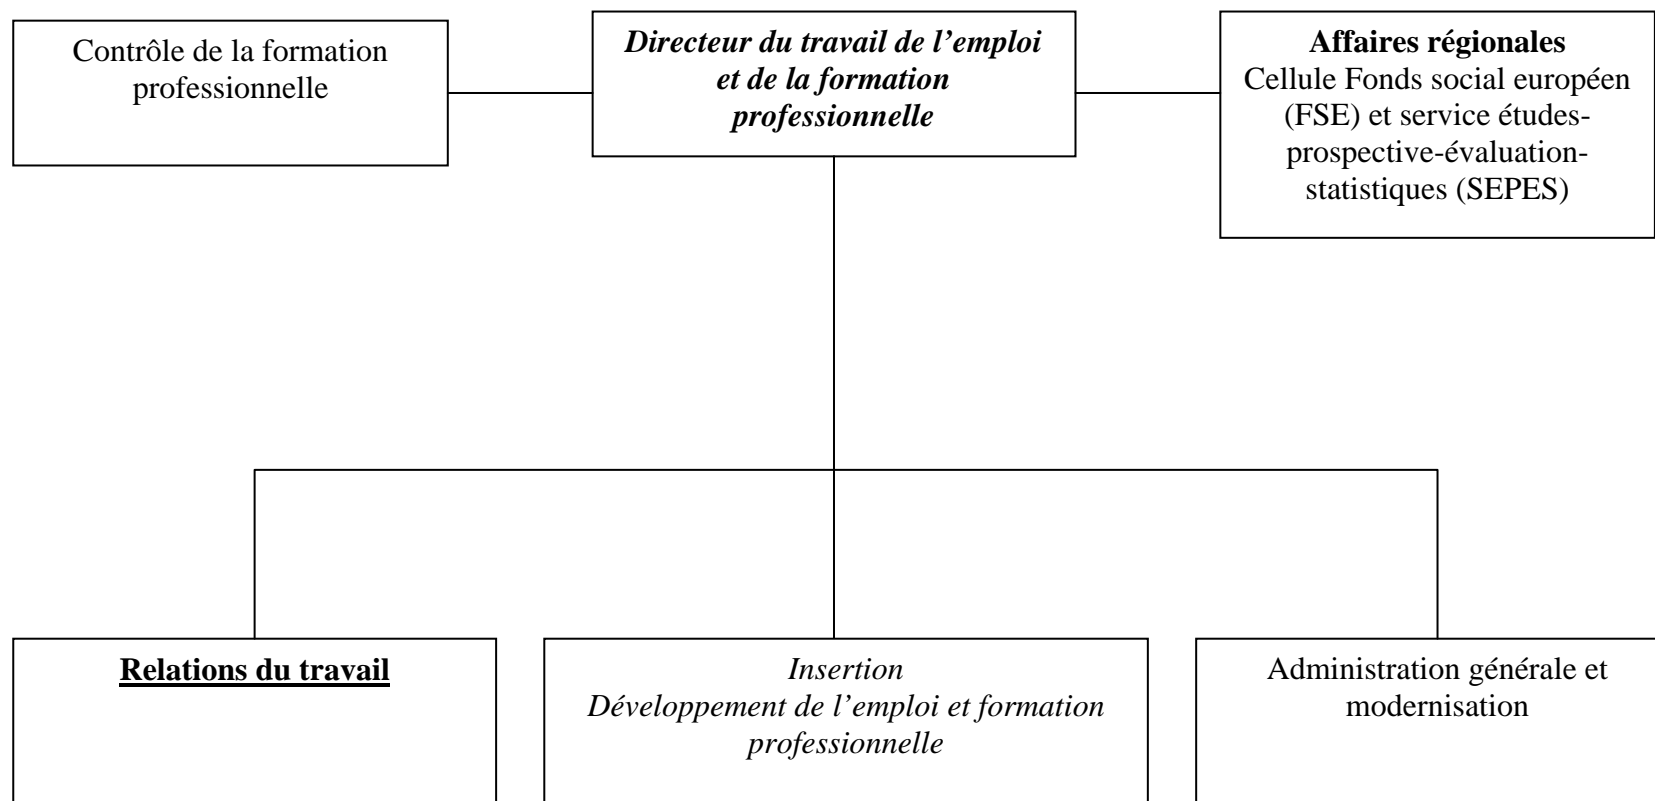 Contrôle de la formation
professionnelle
Directeur du travail de l’emploi
et de la formation
professionnelle
Affaires régionales
Cellule Fonds social européen
(FSE) et service études-
prospective-évaluation-
statistiques (SEPES)
Relations du travail
Insertion
Développement de l’emploi et formation
professionnelle
Administration générale et
modernisation